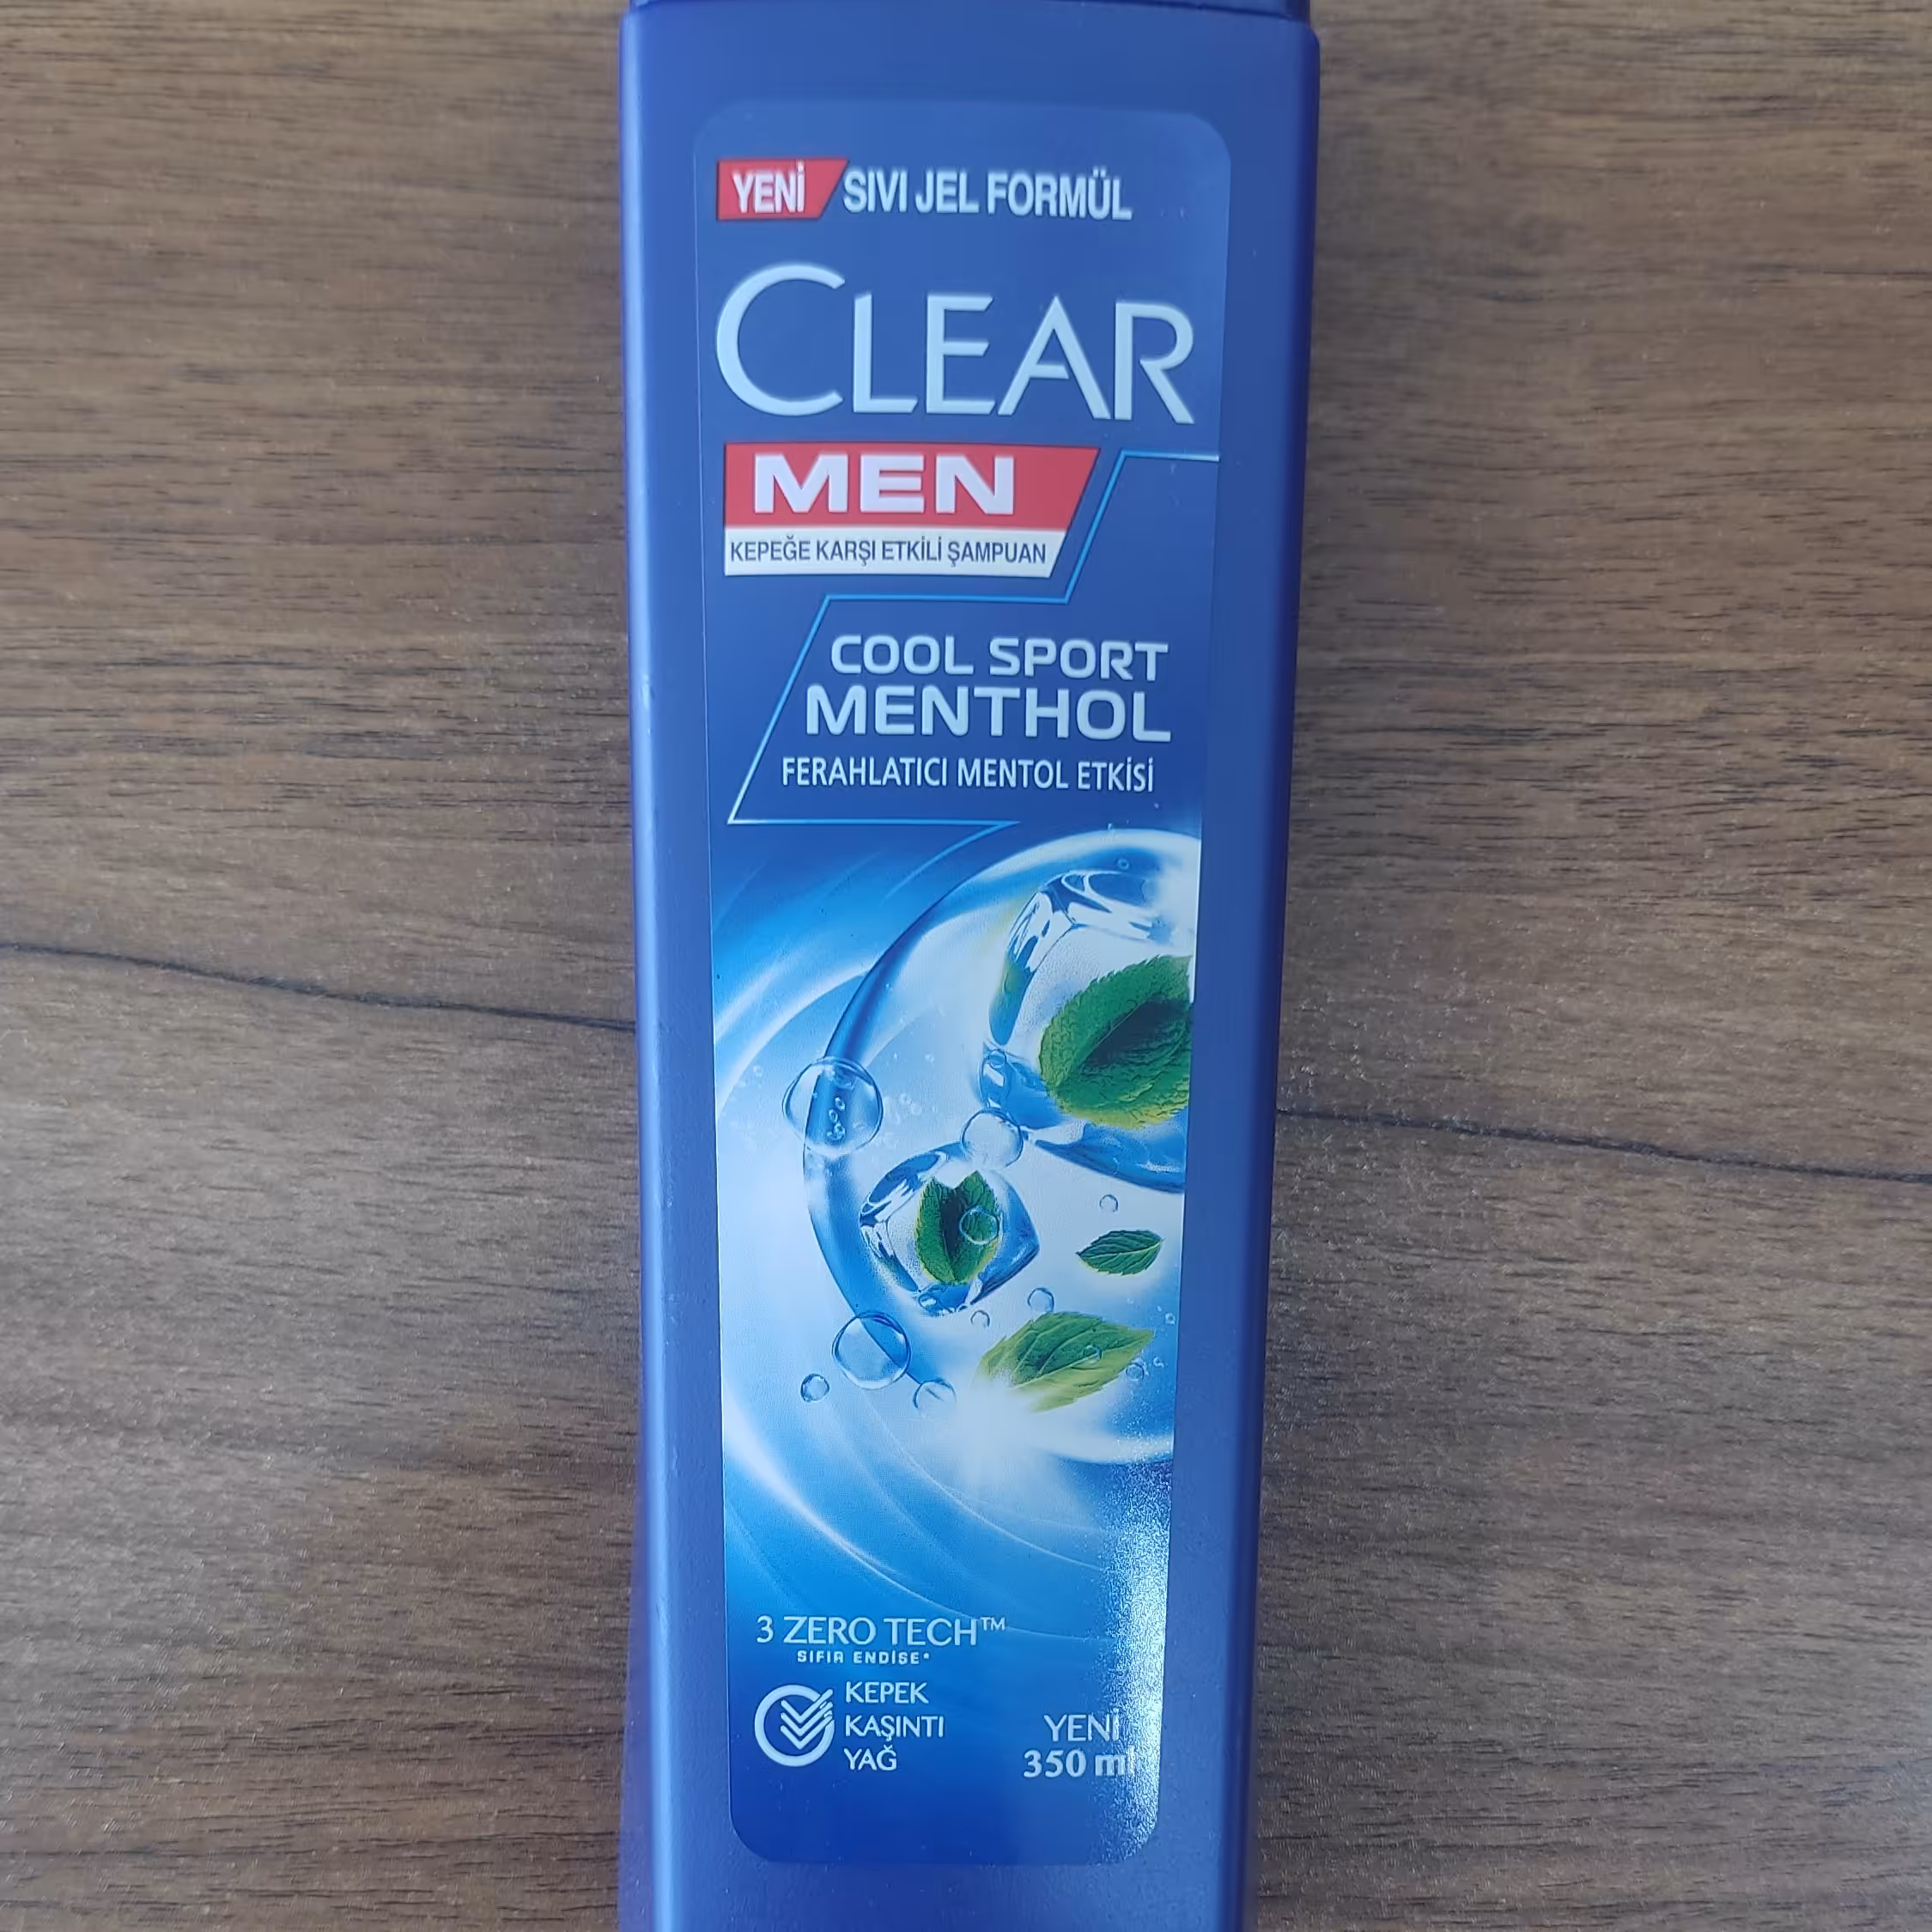 YENİ SIVI JEL FORMÜL
CLEAR
MEN
KEPEĞE KARŞI ETKİLİ ŞAMPUAN
COOL SPORT
MENTHOL
FERAHLATICI MENTOL ETKİSİ
3 ZERO TECH™
SIFIR ENDİŞE*
KEPEK
KAŞINTI
YAĞ
YENİ
350 ml